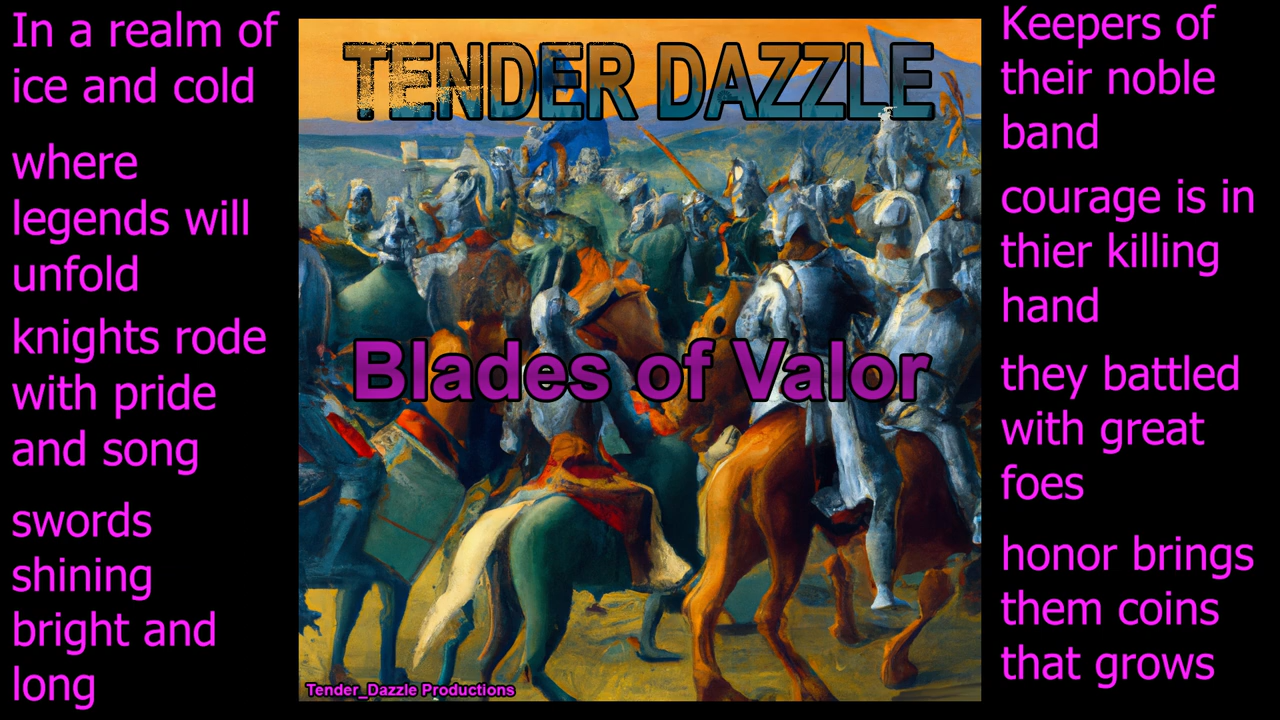 In a realm of
ice and cold
where
legends will
unfold
knights rode
with pride
and song
swords
shining
bright and
long
TENDER DAZZLE
Blades of Valor
Tender_Dazzle Productions
Keepers of
their noble
band
courage is in
thier killing
hand
they battled
with great
foes
honor brings
them coins
that grows